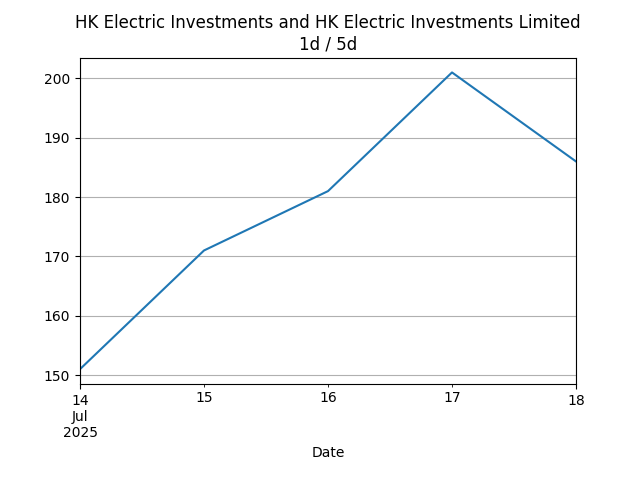 HK Electric Investments and HK Electric Investments Limited
1d / 5d
200
190
180
170
160
150
14 15 16 17 18
Jul
2025
Date